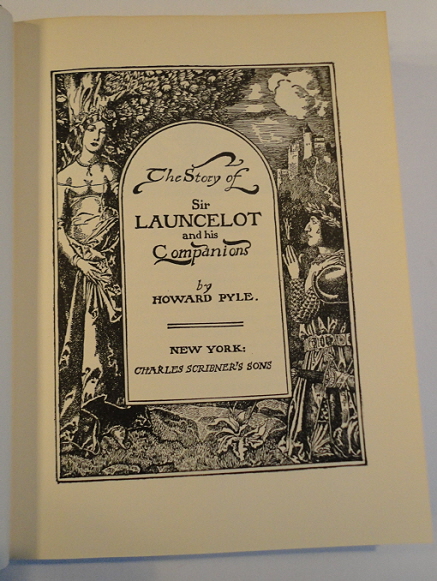 The Story of
Sir
LAUNCELOT
and his
Companions
by
HOWARD PYLE.
NEW YORK:
CHARLES SCRIBNER'S SONS